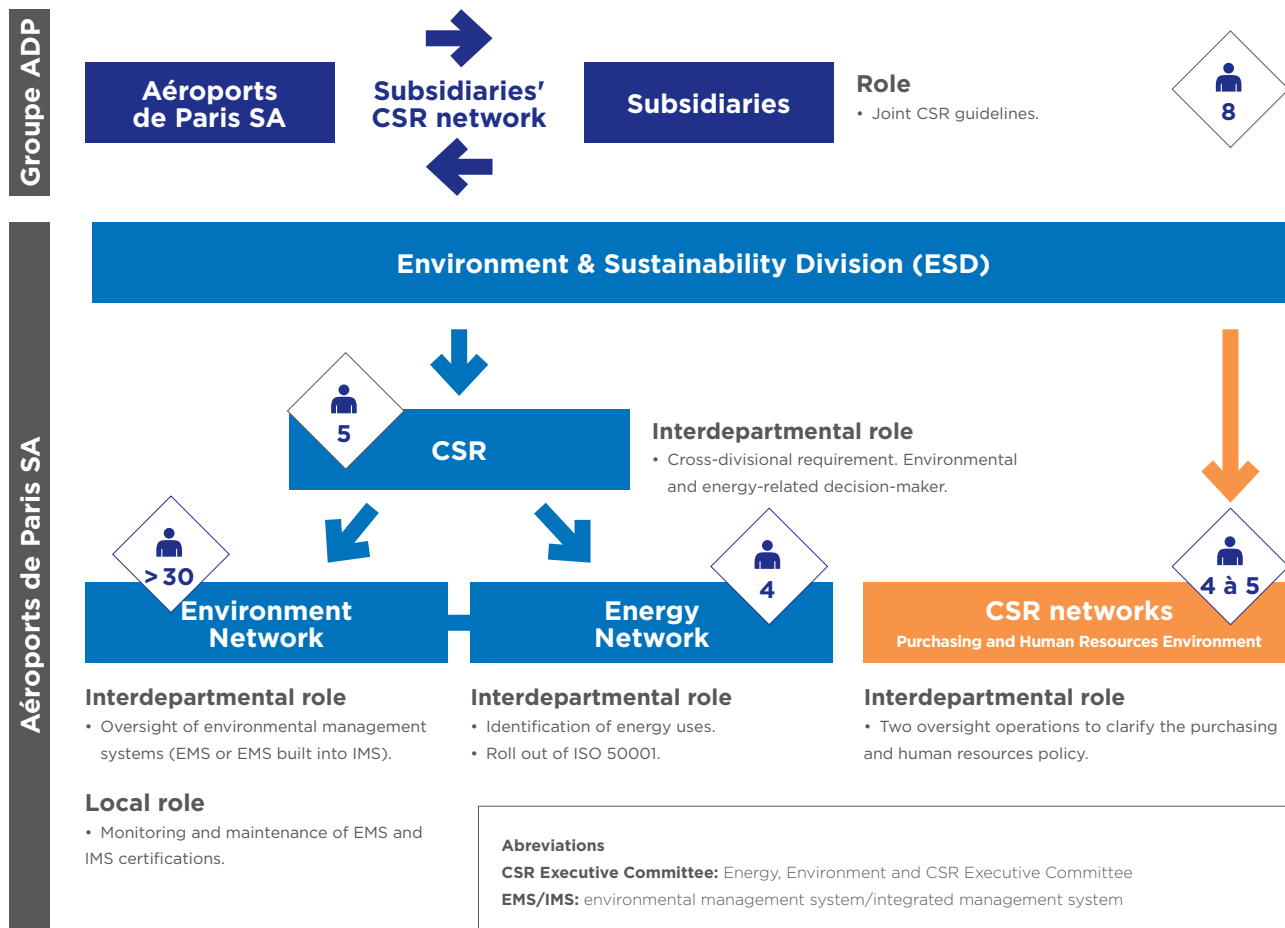 Groupe ADP
Aéroports
de Paris SA
Subsidiaries'
CSR network
Subsidiaries
Role
• Joint CSR guidelines.
8
Aéroports de Paris SA
Environment & Sustainability Division (ESD)
5
CSR
Interdepartmental role
• Cross-divisional requirement. Environmental
and energy-related decision-maker.
> 30
Environment
Network
4
Energy
Network
4 à 5
CSR networks
Purchasing and Human Resources Environment
Interdepartmental role
• Oversight of environmental management
systems (EMS or EMS built into IMS).
Local role
• Monitoring and maintenance of EMS and
IMS certifications.
Interdepartmental role
• Identification of energy uses.
• Roll out of ISO 50001.
Interdepartmental role
• Two oversight operations to clarify the purchasing
and human resources policy.
Abreviations
CSR Executive Committee: Energy, Environment and CSR Executive Committee
EMS/IMS: environmental management system/integrated management system